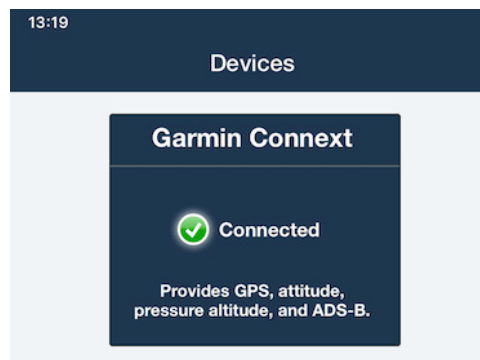 13:19
Devices
Garmin Connext
Connected
Provides GPS, attitude,
pressure altitude, and ADS-B.